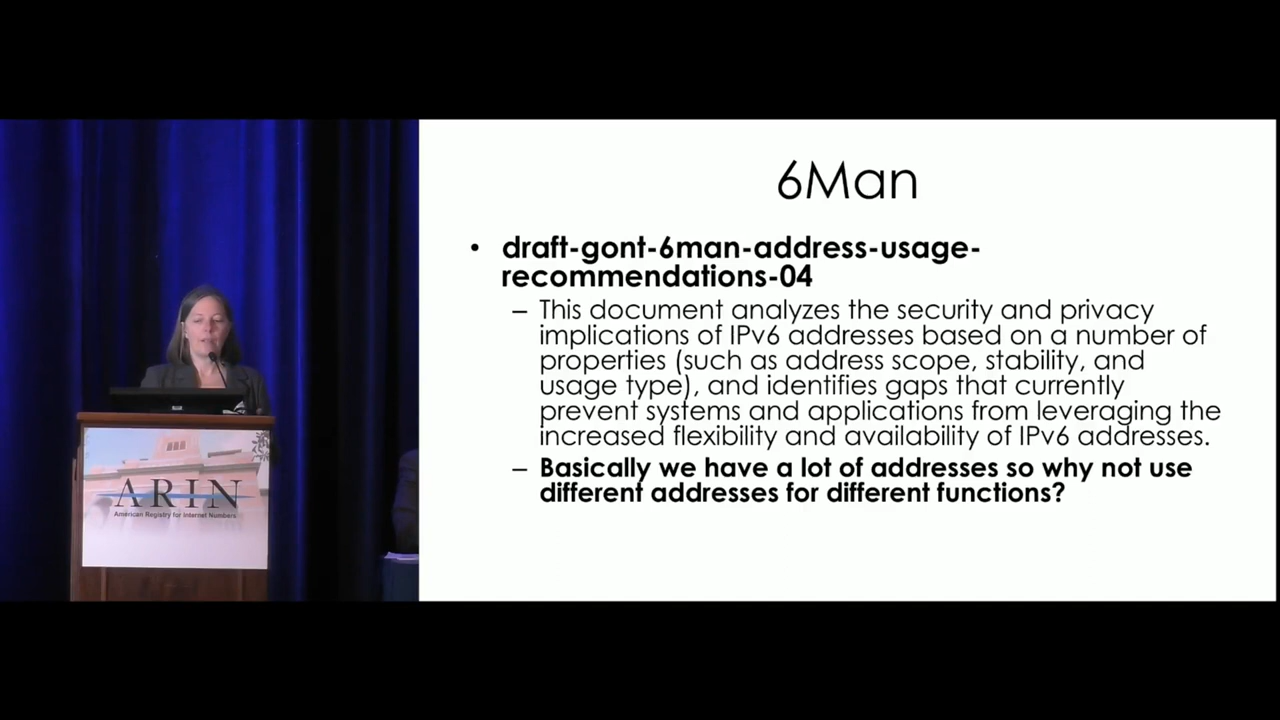 6Man
• draft-gont-6man-address-usage-
recommendations-04
– This document analyzes the security and privacy
implications of IPv6 addresses based on a number of
properties (such as address scope, stability, and
usage type), and identifies gaps that currently
prevent systems and applications from leveraging the
increased flexibility and availability of IPv6 addresses.
– Basically we have a lot of addresses so why not use
different addresses for different functions?
ARIN
American Registry for Internet Numbers